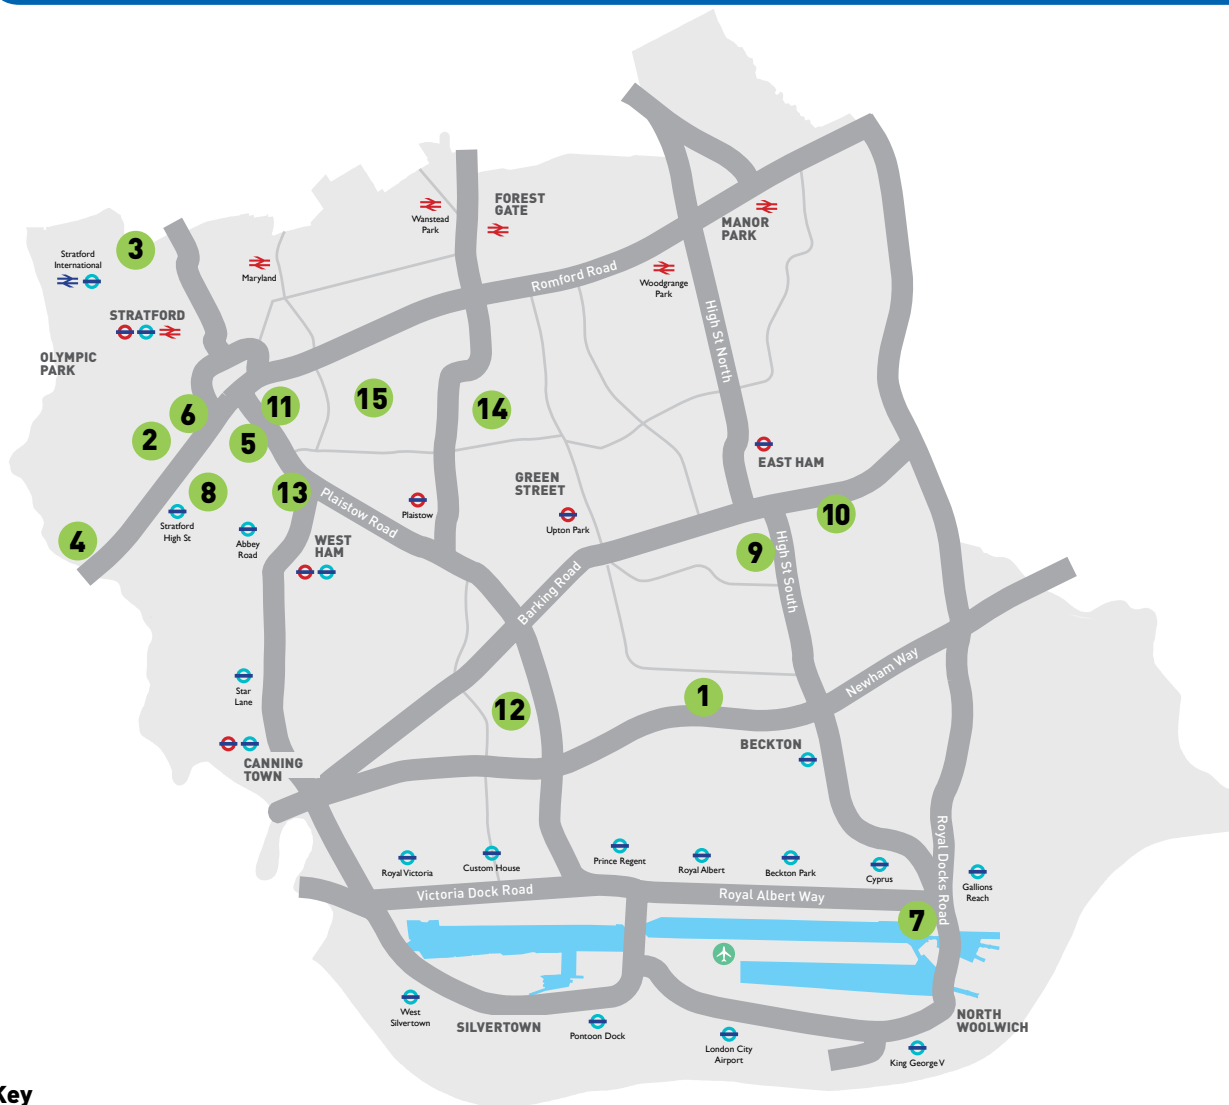 FOREST
GATE
Wanstead
Park
MANOR
PARK
3
Stratford
International
Maryland
Romford Road
Woodgrange
Park
STRATFORD
High St North
OLYMPIC
PARK
15
11
14
6
2
5
EAST HAM
8
13
GREEN
STREET
Plaistow Road
Plaistow
Upton Park
10
Stratford
High St
Abbey
Road
4
WEST
HAM
9
High St South
Barking Road
Newham Way
Star
Lane
1
12
BECKTON
CANNING
TOWN
Royal Docks Road
Prince Regent
Royal Victoria
Custom House
Royal Albert
Beckton Park
Cyprus
Gallions
Reach
Victoria Dock Road
Royal Albert Way
7
West
Silvertown
SILVERTOWN
Pontoon Dock
London City
Airport
NORTH
WOOLWICH
King George V
Key